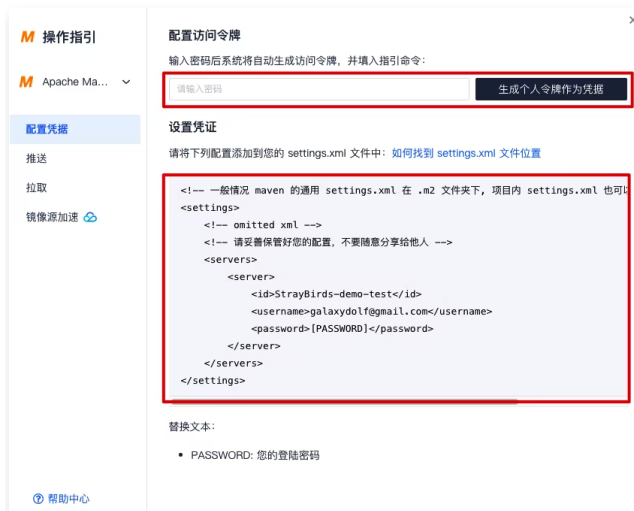 操作指引
Apache Ma...
配置凭据
推送
拉取
镜像源加速
帮助中心
配置访问令牌
输入密码后系统将自动生成访问令牌，并填入指引命令：
请输入密码
生成个人令牌作为凭据
设置凭证
请将下列配置添加到您的 settings.xml 文件中：如何找到 settings.xml 文件位置
<!-- 一般情况 maven 的通用 settings.xml 在 .m2 文件夹下, 项目内 settings.xml 也可以
<settings>
<!-- omitted xml -->
<!-- 请妥善保管好您的配置, 不要随意分享给他人 -->
<servers>
<server>
<id>StrayBirds-demo-test</id>
<username>galaxydolf@gmail.com</username>
<password>[PASSWORD]</password>
</server>
</servers>
</settings>
替换文本：
• PASSWORD: 您的登陆密码